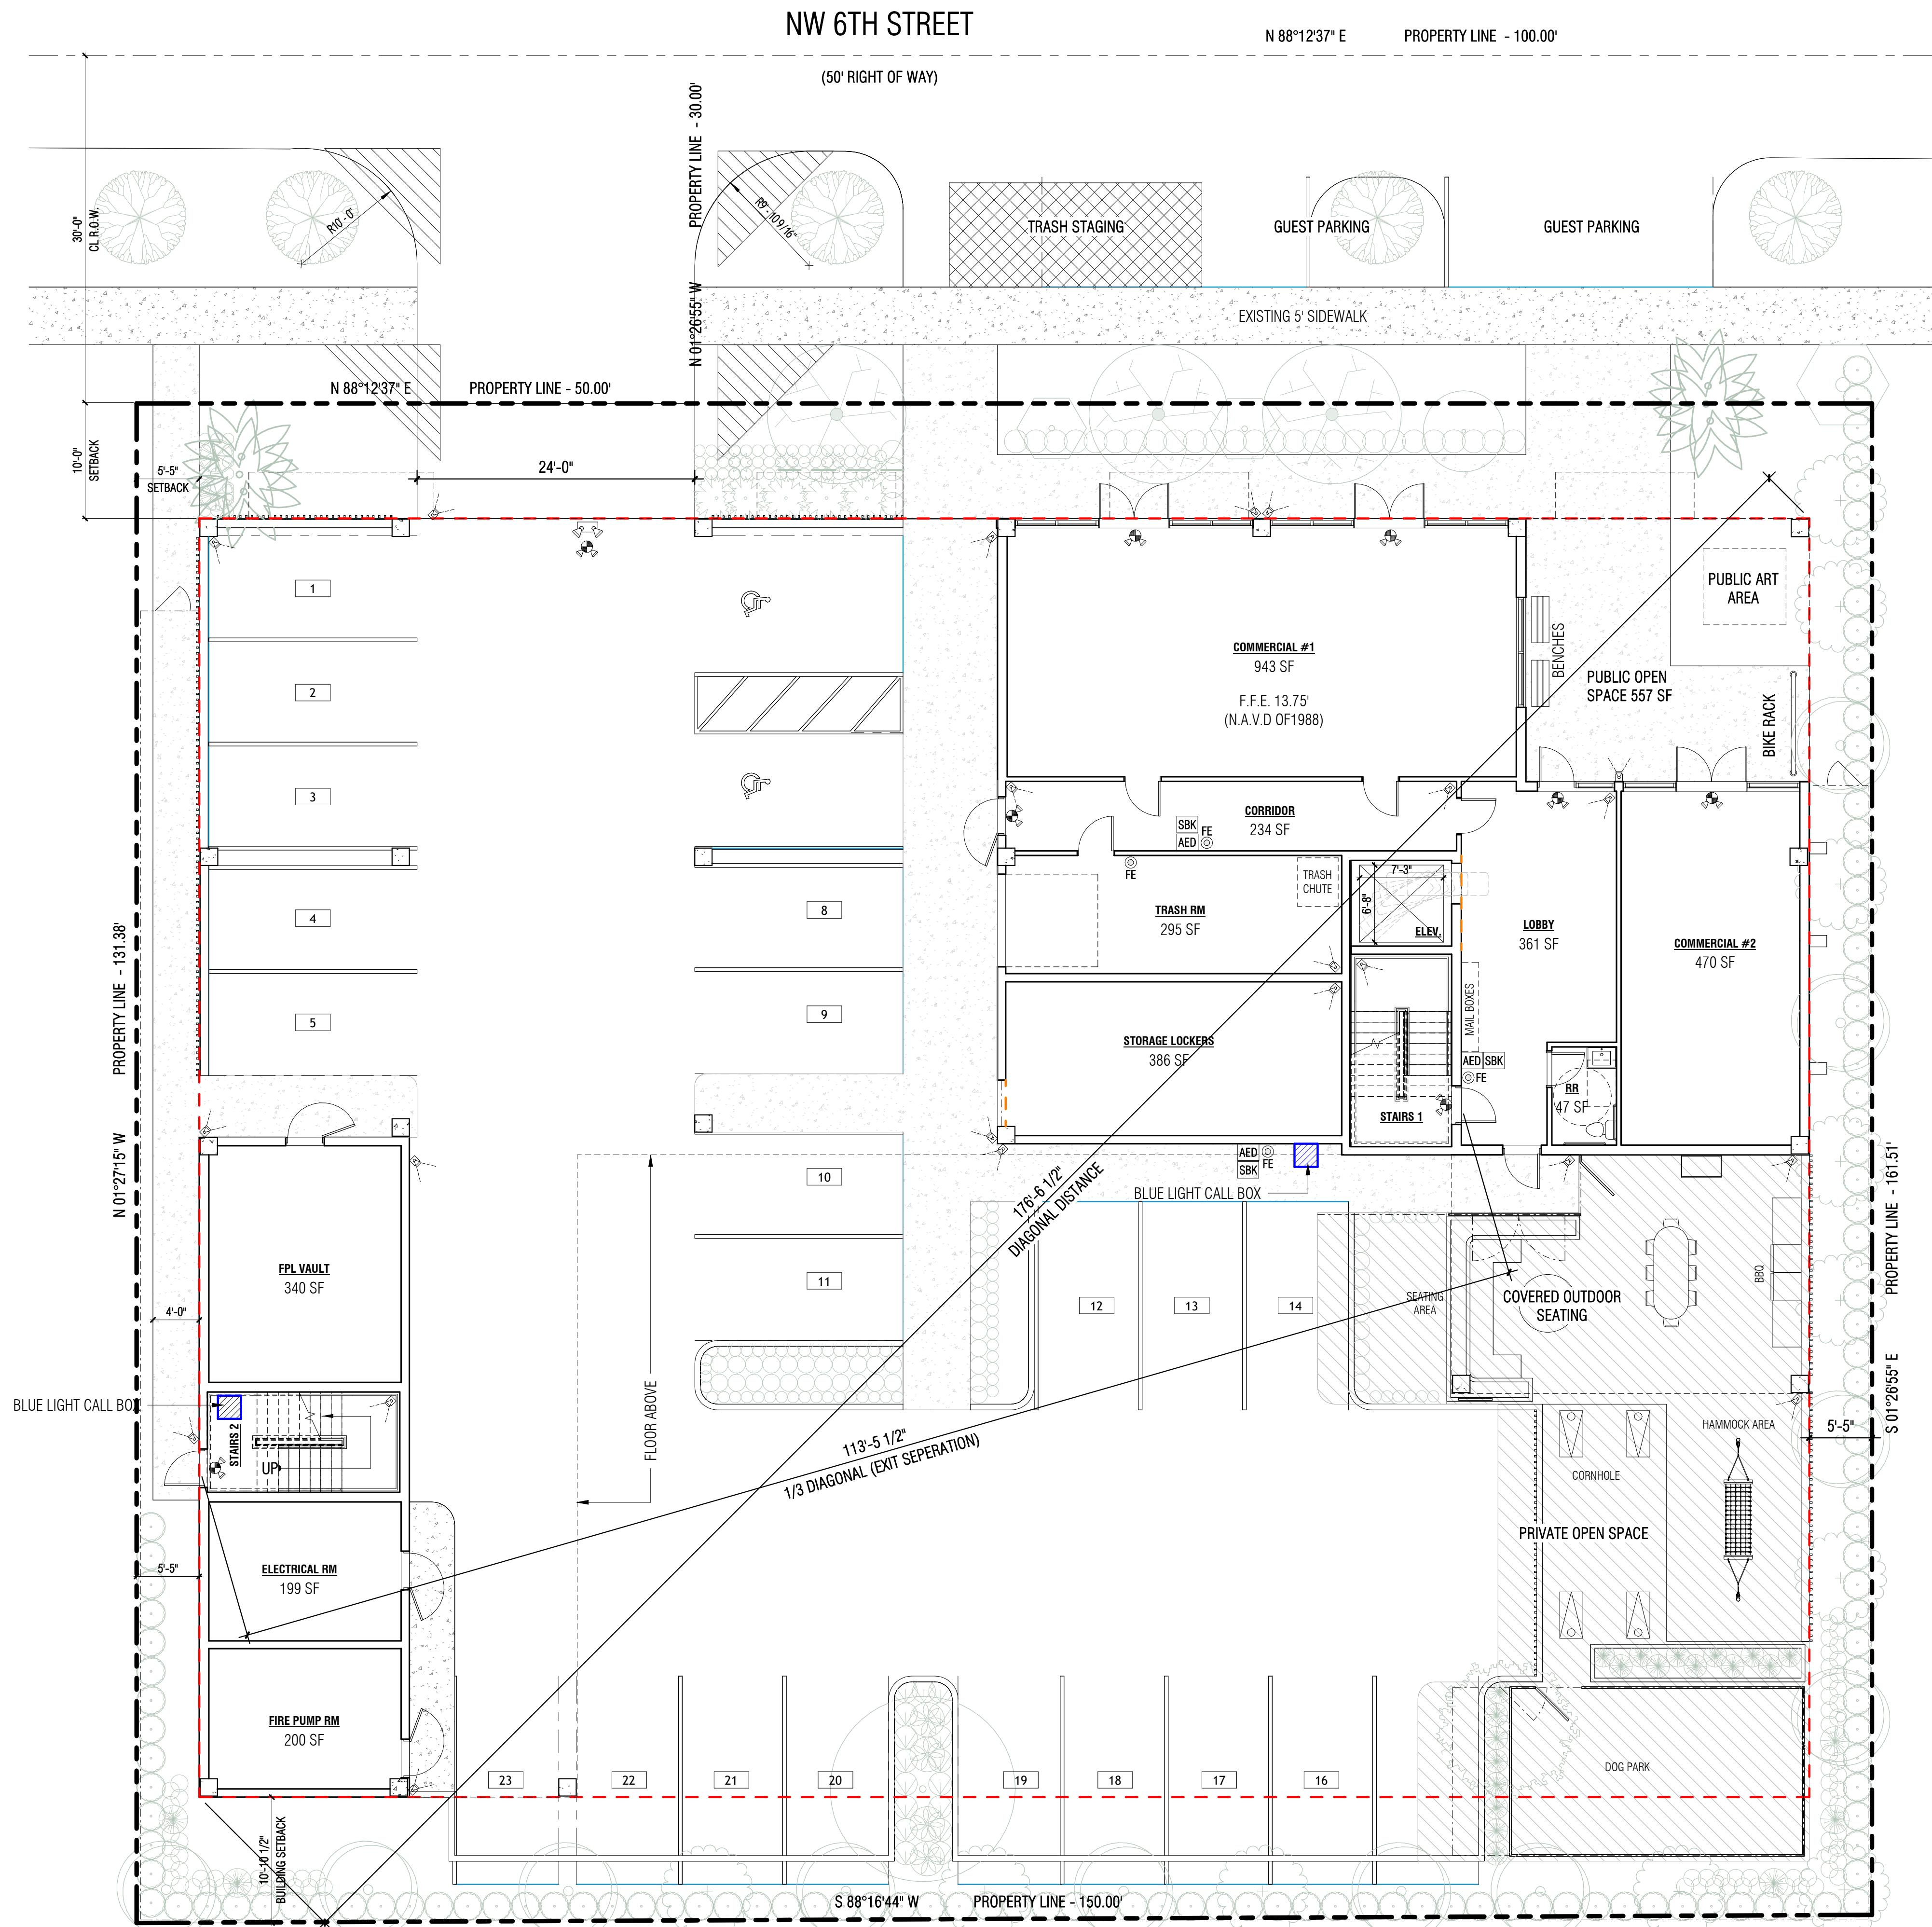 NW 6TH STREET
N 88°12'37" E
PROPERTY LINE - 100.00'
(50' RIGHT OF WAY)
30'-0"
CL R.O.W.
R10' - 0"
PROPERTY LINE - 30.00'
N 01°26'55" W
R9' - 10 9/16"
TRASH STAGING
GUEST PARKING
GUEST PARKING
EXISTING 5' SIDEWALK
N 88°12'37" E
PROPERTY LINE - 50.00'
10'-0"
SETBACK
5'-5"
SETBACK
24'-0"
1
2
3
4
5
8
9
10
11
COMMERCIAL #1
943 SF
F.F.E. 13.75'
(N.A.V.D OF1988)
BENCHES
PUBLIC ART
AREA
PUBLIC OPEN
SPACE 557 SF
BIKE RACK
CORRIDOR
234 SF
SBK
AED
FE
FE
TRASH
CHUTE
TRASH RM
295 SF
7'-3"
6'-8"
ELEV.
LOBBY
361 SF
COMMERCIAL #2
470 SF
MAIL BOXES
STORAGE LOCKERS
386 SF
AED
SBK
FE
STAIRS 1
RR
47 SF
PROPERTY LINE - 131.38'
N 01°27'15" W
AED
SBK
FE
BLUE LIGHT CALL BOX
176'-6 1/2"
DIAGONAL DISTANCE
FPL VAULT
340 SF
4'-0"
BLUE LIGHT CALL BOX
STAIRS 2
UP
FLOOR ABOVE
12
13
14
SEATING
AREA
COVERED OUTDOOR
SEATING
BBQ
PROPERTY LINE - 161.51'
S 01°26'55" E
HAMMOCK AREA
5'-5"
CORNHOLE
PRIVATE OPEN SPACE
113'-5 1/2"
1/3 DIAGONAL (EXIT SEPERATION)
5'-5"
ELECTRICAL RM
199 SF
FIRE PUMP RM
200 SF
23
22
21
20
19
18
17
16
DOG PARK
10'-10 1/2"
BUILDING SETBACK
S 88°16'44" W
PROPERTY LINE - 150.00'